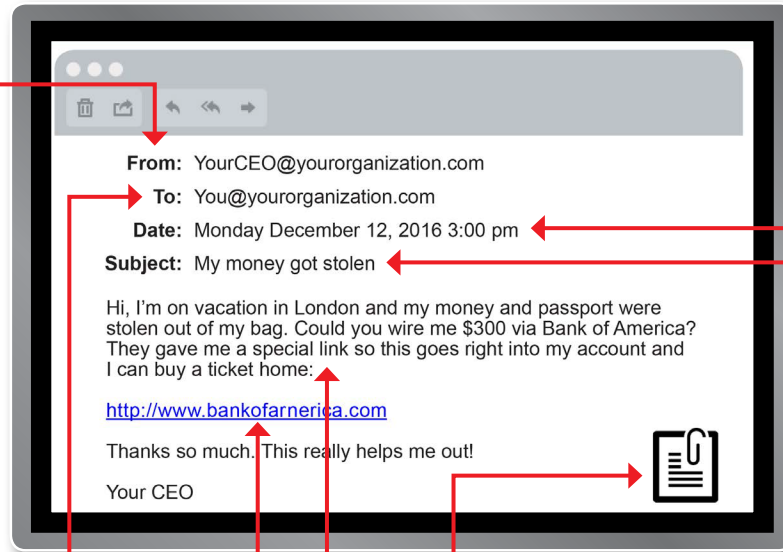 From: YourCEO@yourorganization.com
To: You@yourorganization.com
Date: Monday December 12, 2016 3:00 pm
Subject: My money got stolen
Hi, I'm on vacation in London and my money and passport were
stolen out of my bag. Could you wire me $300 via Bank of America?
They gave me a special link so this goes right into my account and
I can buy a ticket home:
http://www.bankofarnerica.com
Thanks so much. This really helps me out!
Your CEO